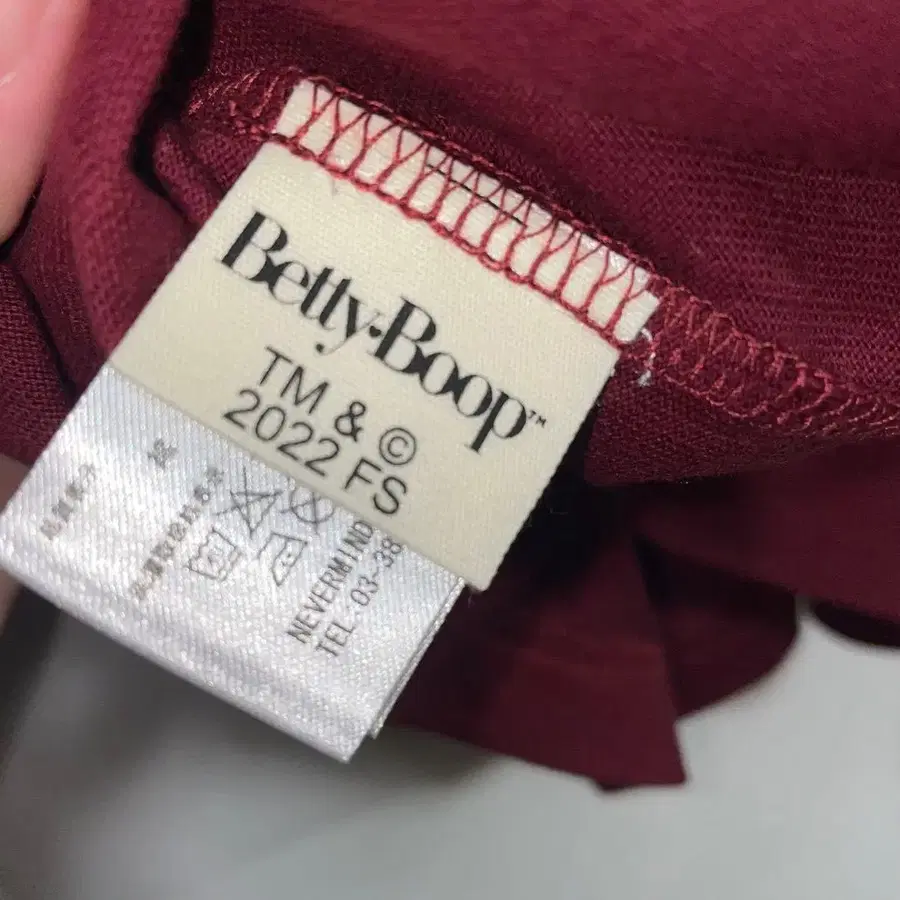 Betty Boop™
TM & ©
2022 FS
NEVERMIND
TEL:03-38